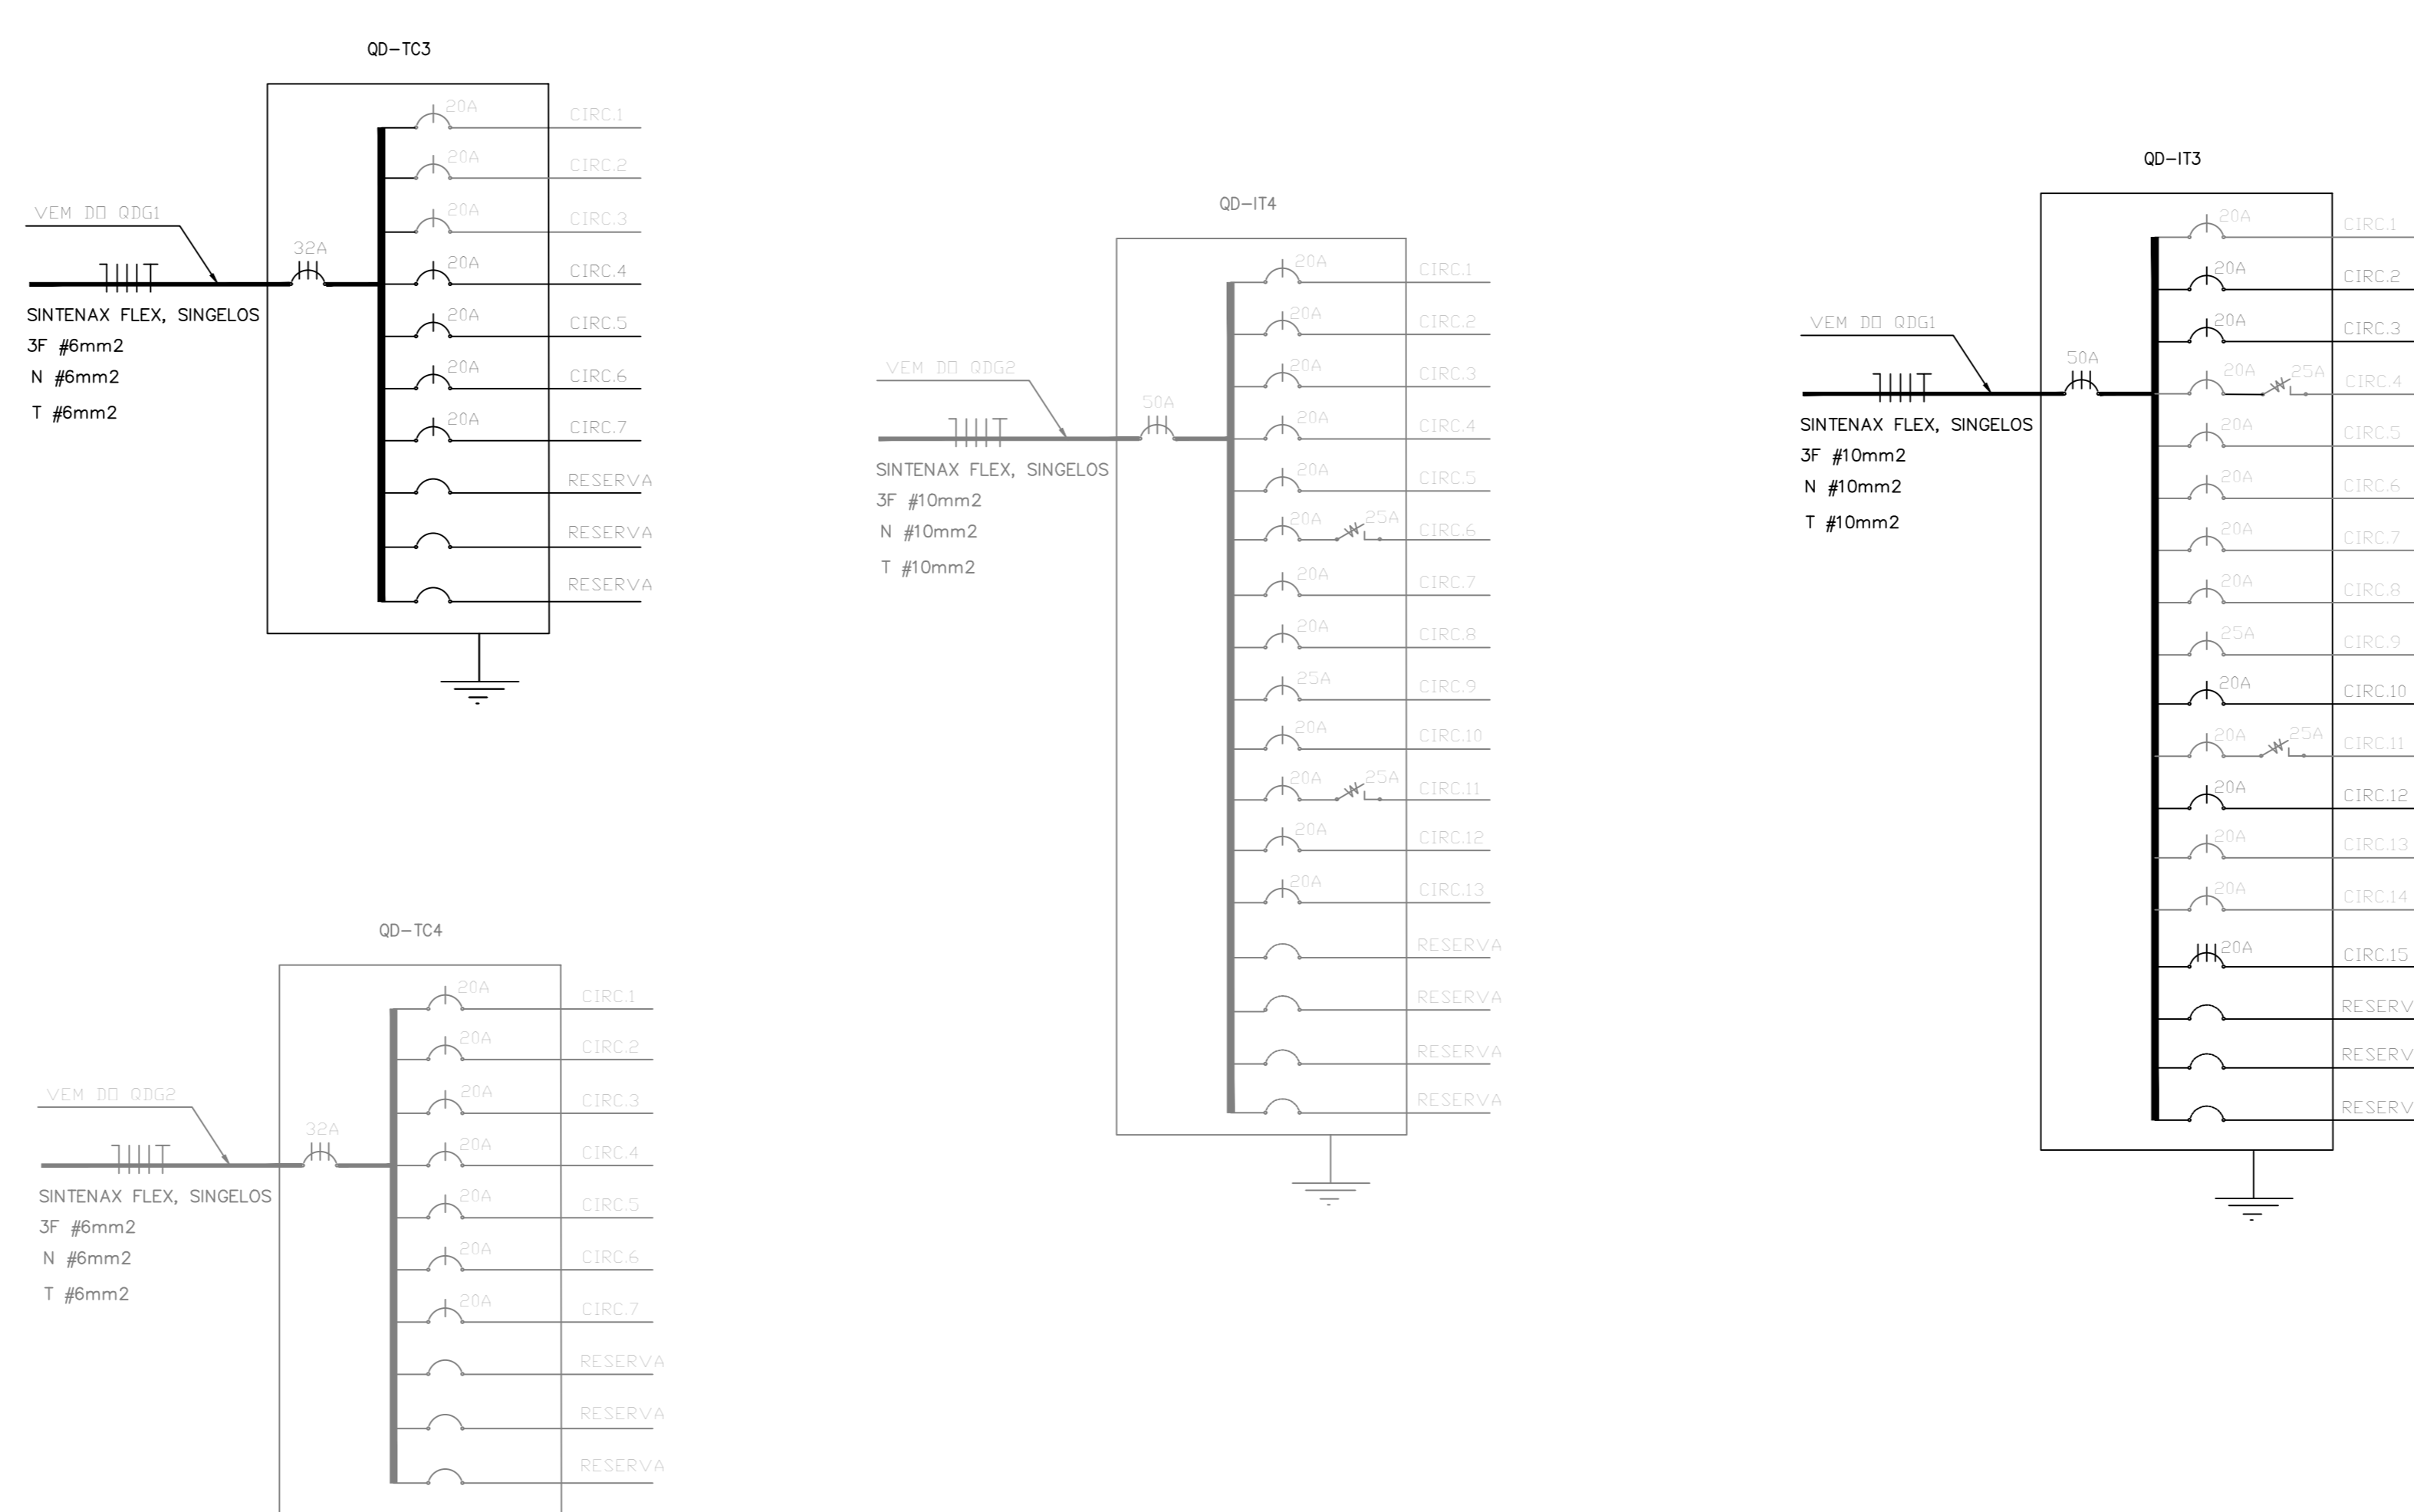 QD-TC3
20A
CIRC.1
20A
CIRC.2
20A
CIRC.3
VEM DO QDG1
32A
20A
CIRC.4
SINTENAX FLEX, SINGELOS
3F #6mm2
N #6mm2
T #6mm2
20A
CIRC.5
20A
CIRC.6
20A
CIRC.7
RESERVA
RESERVA
RESERVA
QD-TC4
20A
CIRC.1
20A
CIRC.2
20A
CIRC.3
VEM DO QDG2
32A
20A
CIRC.4
SINTENAX FLEX, SINGELOS
3F #6mm2
N #6mm2
T #6mm2
20A
CIRC.5
20A
CIRC.6
20A
CIRC.7
RESERVA
RESERVA
RESERVA
QD-IT4
20A
CIRC.1
20A
CIRC.2
20A
CIRC.3
VEM DO QDG2
50A
20A
CIRC.4
SINTENAX FLEX, SINGELOS
3F #10mm2
N #10mm2
T #10mm2
20A
CIRC.5
20A
25A
CIRC.6
20A
CIRC.7
20A
CIRC.8
25A
CIRC.9
20A
CIRC.10
20A
25A
CIRC.11
20A
CIRC.12
20A
CIRC.13
RESERVA
RESERVA
RESERVA
RESERVA
QD-IT3
20A
CIRC.1
20A
CIRC.2
20A
CIRC.3
VEM DO QDG1
50A
20A
25A
CIRC.4
SINTENAX FLEX, SINGELOS
3F #10mm2
N #10mm2
T #10mm2
20A
CIRC.5
20A
CIRC.6
20A
CIRC.7
20A
CIRC.8
25A
CIRC.9
20A
CIRC.10
20A
25A
CIRC.11
20A
CIRC.12
20A
CIRC.13
20A
CIRC.14
20A
CIRC.15
RESERV
RESERV
RESERV